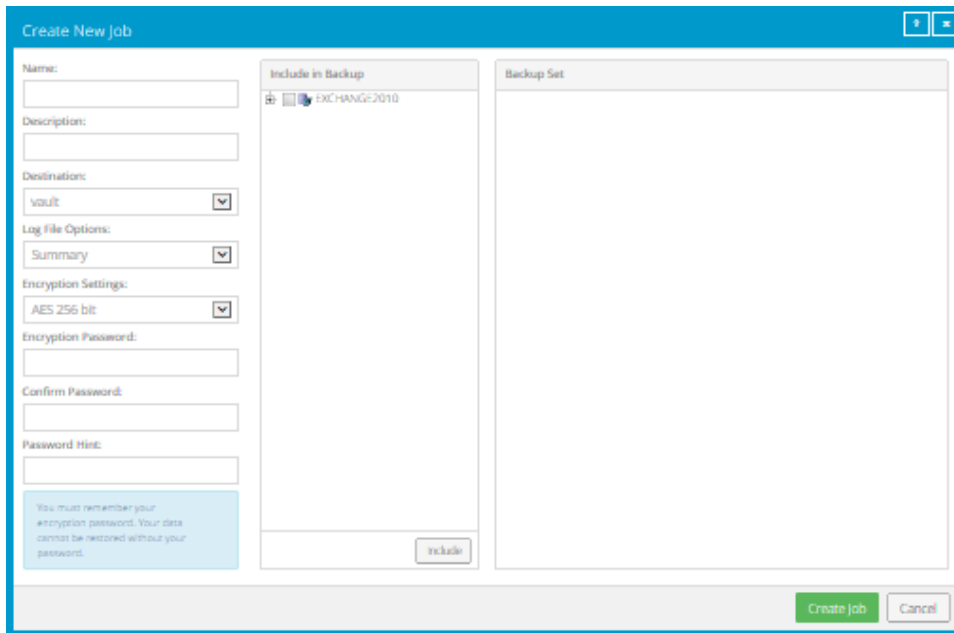 Create New Job
Name:
Description:
Destination:
vault
Log File Options:
Summary
Encryption Settings:
AES 256 bit
Encryption Password:
Confirm Password:
Password Hint:
You must remember your
encryption password. Your data
cannot be restored without your
password.
Include in Backup
EXCHANGE2010
Include
Backup Set
Create Job
Cancel